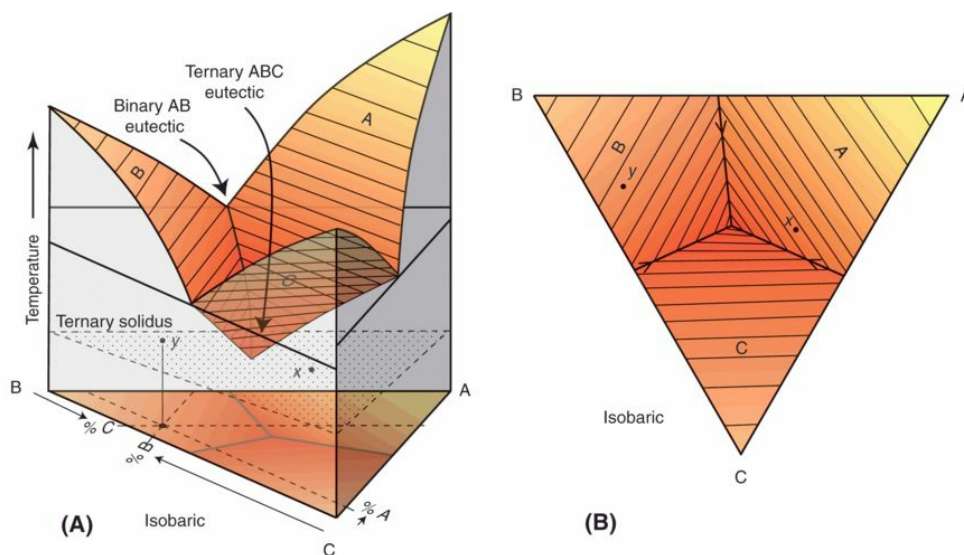 Ternary ABC
eutectic
Binary AB
eutectic
A
B
C
Temperature
Ternary solidus
y
x
B
A
% C
% B
% A
Isobaric
(A)
C
B
A
B
A
y
x
C
Isobaric
C
(B)